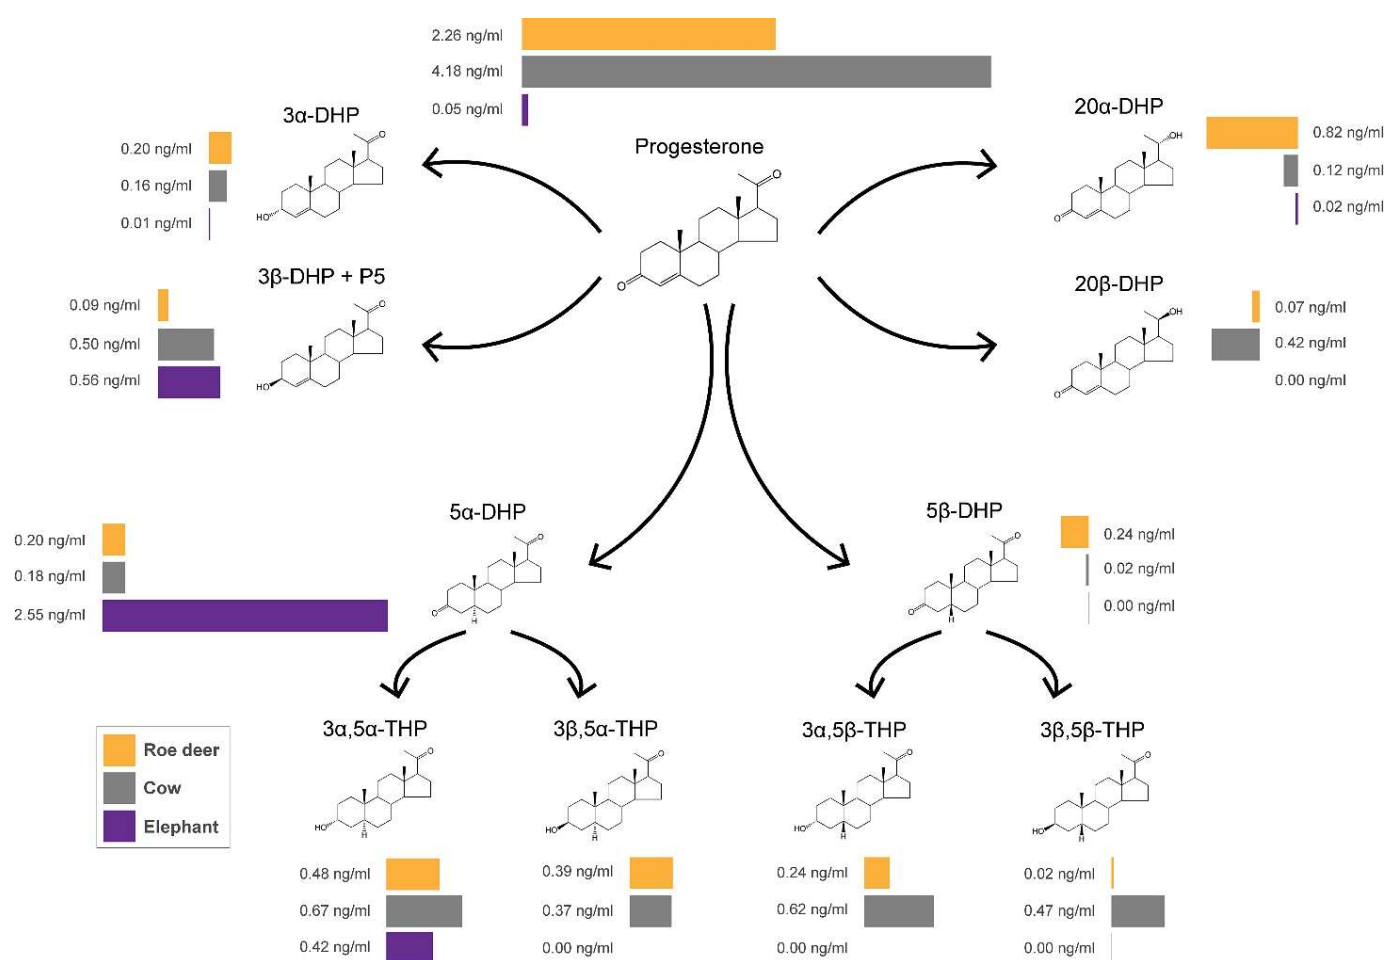 2.26 ng/ml
4.18 ng/ml
0.05 ng/ml
Progesterone
O
O
3α-DHP
0.20 ng/ml
0.16 ng/ml
0.01 ng/ml
O
HO
20α-DHP
0.82 ng/ml
0.12 ng/ml
0.02 ng/ml
OH
O
3β-DHP + P5
0.09 ng/ml
0.50 ng/ml
0.56 ng/ml
O
HO
20β-DHP
0.07 ng/ml
0.42 ng/ml
0.00 ng/ml
OH
O
5α-DHP
0.20 ng/ml
0.18 ng/ml
2.55 ng/ml
O
O
H
5β-DHP
0.24 ng/ml
0.02 ng/ml
0.00 ng/ml
O
O
H
Roe deer
Cow
Elephant
3α,5α-THP
O
HO
H
0.48 ng/ml
0.67 ng/ml
0.42 ng/ml
3β,5α-THP
O
HO
H
0.39 ng/ml
0.37 ng/ml
0.00 ng/ml
3α,5β-THP
O
HO
H
0.24 ng/ml
0.62 ng/ml
0.00 ng/ml
3β,5β-THP
O
HO
H
0.02 ng/ml
0.47 ng/ml
0.00 ng/ml